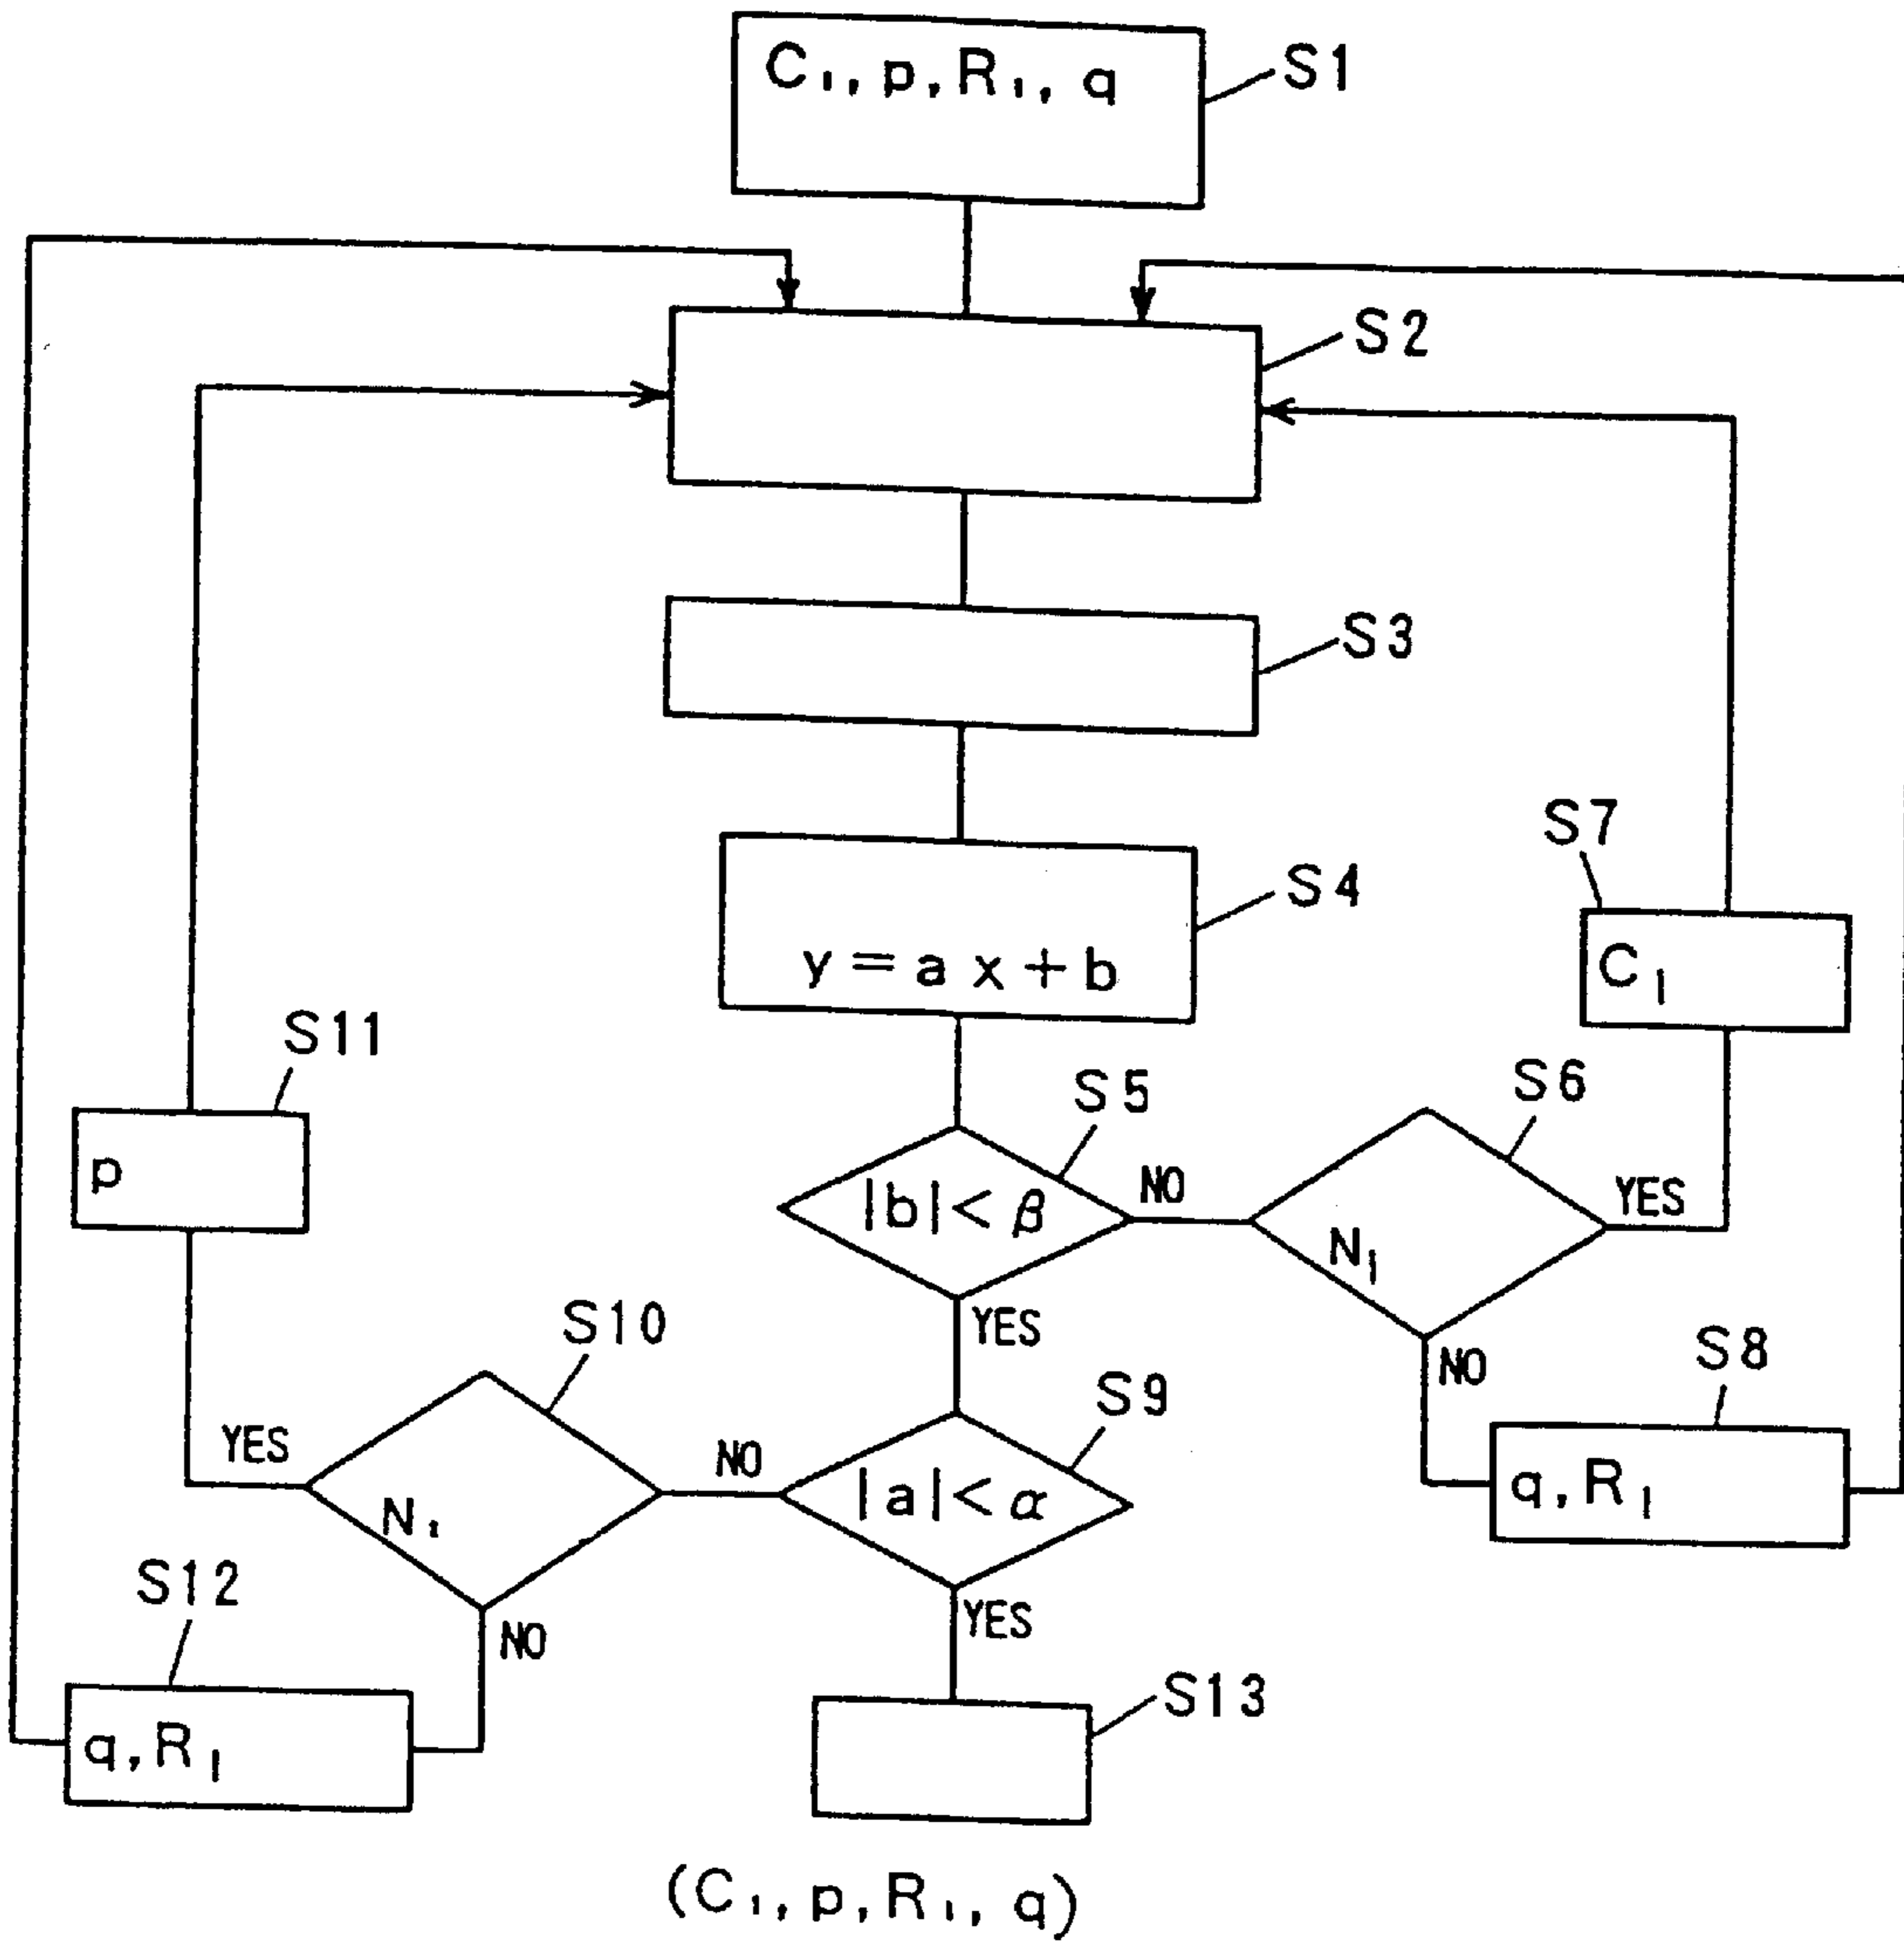 C₁, p, R₁, q
S1
S2
S3
S4
y = a x + b
S7
C₁
S11
p
S5
|b| < β
NO
YES
S6
N₁
YES
NO
S8
q, R₁
S10
N₁
YES
NO
S9
|a| < α
NO
YES
S12
q, R₁
S13
(C₁, p, R₁, q)